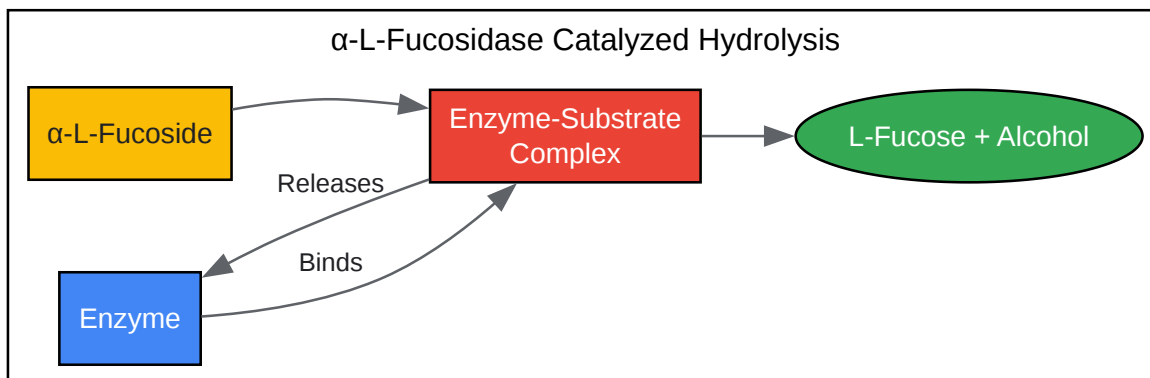 α-L-Fucosidase Catalyzed Hydrolysis
α-L-Fucoside
Enzyme-Substrate
Complex
L-Fucose + Alcohol
Releases
Binds
Enzyme